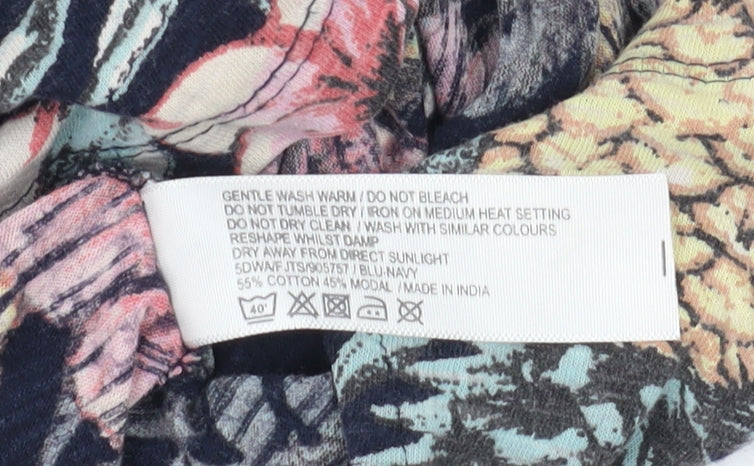 GENTLE WASH WARM / DO NOT BLEACH
DO NOT TUMBLE DRY / IRON ON MEDIUM HEAT SETTING
DO NOT DRY CLEAN / WASH WITH SIMILAR COLOURS
RESHAPE WHILST DAMP
DRY AWAY FROM DIRECT SUNLIGHT
5DWA/FJTS/905757 / BLU-NAVY
55% COTTON 45% MODAL / MADE IN INDIA
40°